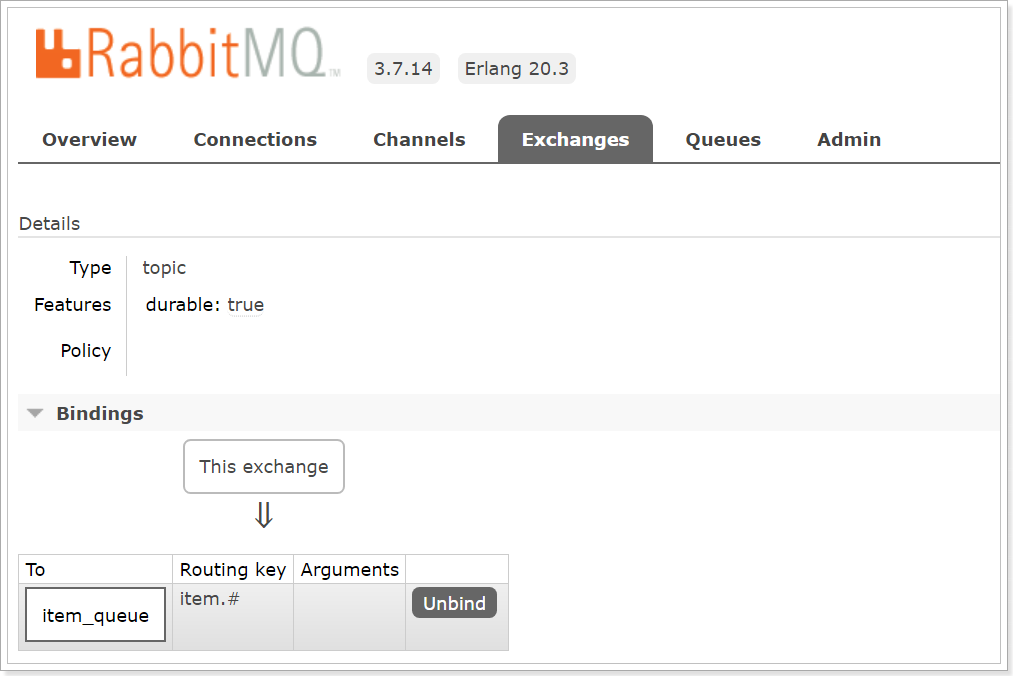 RabbitMQ™ 3.7.14 Erlang 20.3
Overview Connections Channels Exchanges Queues Admin
Details
Type topic
Features durable: true
Policy
Bindings
This exchange
⇓
To Routing key Arguments
item_queue item.# Unbind